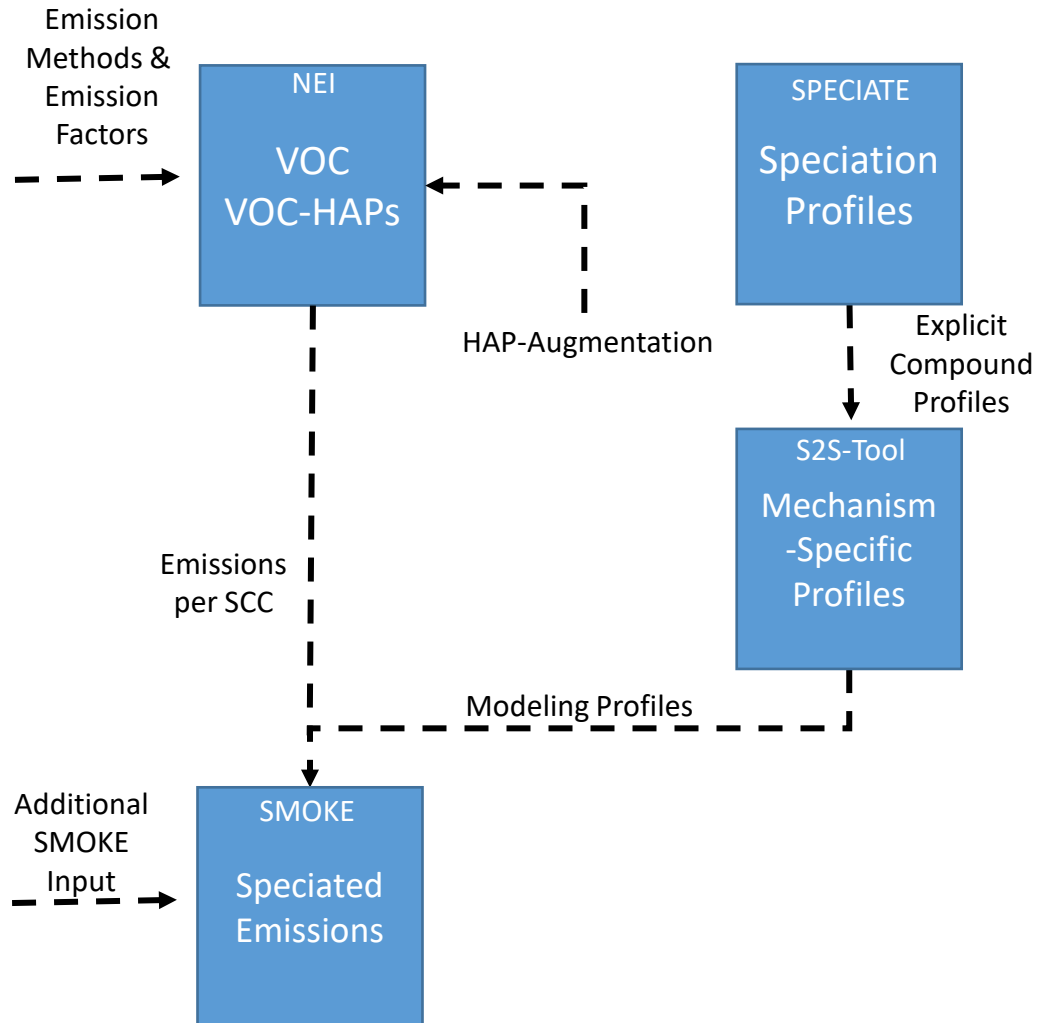 Emission
Methods &
Emission
Factors
NEI
VOC
VOC-HAPs
SPECIATE
Speciation
Profiles
HAP-Augmentation
Explicit
Compound
Profiles
S2S-Tool
Mechanism
-Specific
Profiles
Emissions
per SCC
Modeling Profiles
Additional
SMOKE
Input
SMOKE
Speciated
Emissions